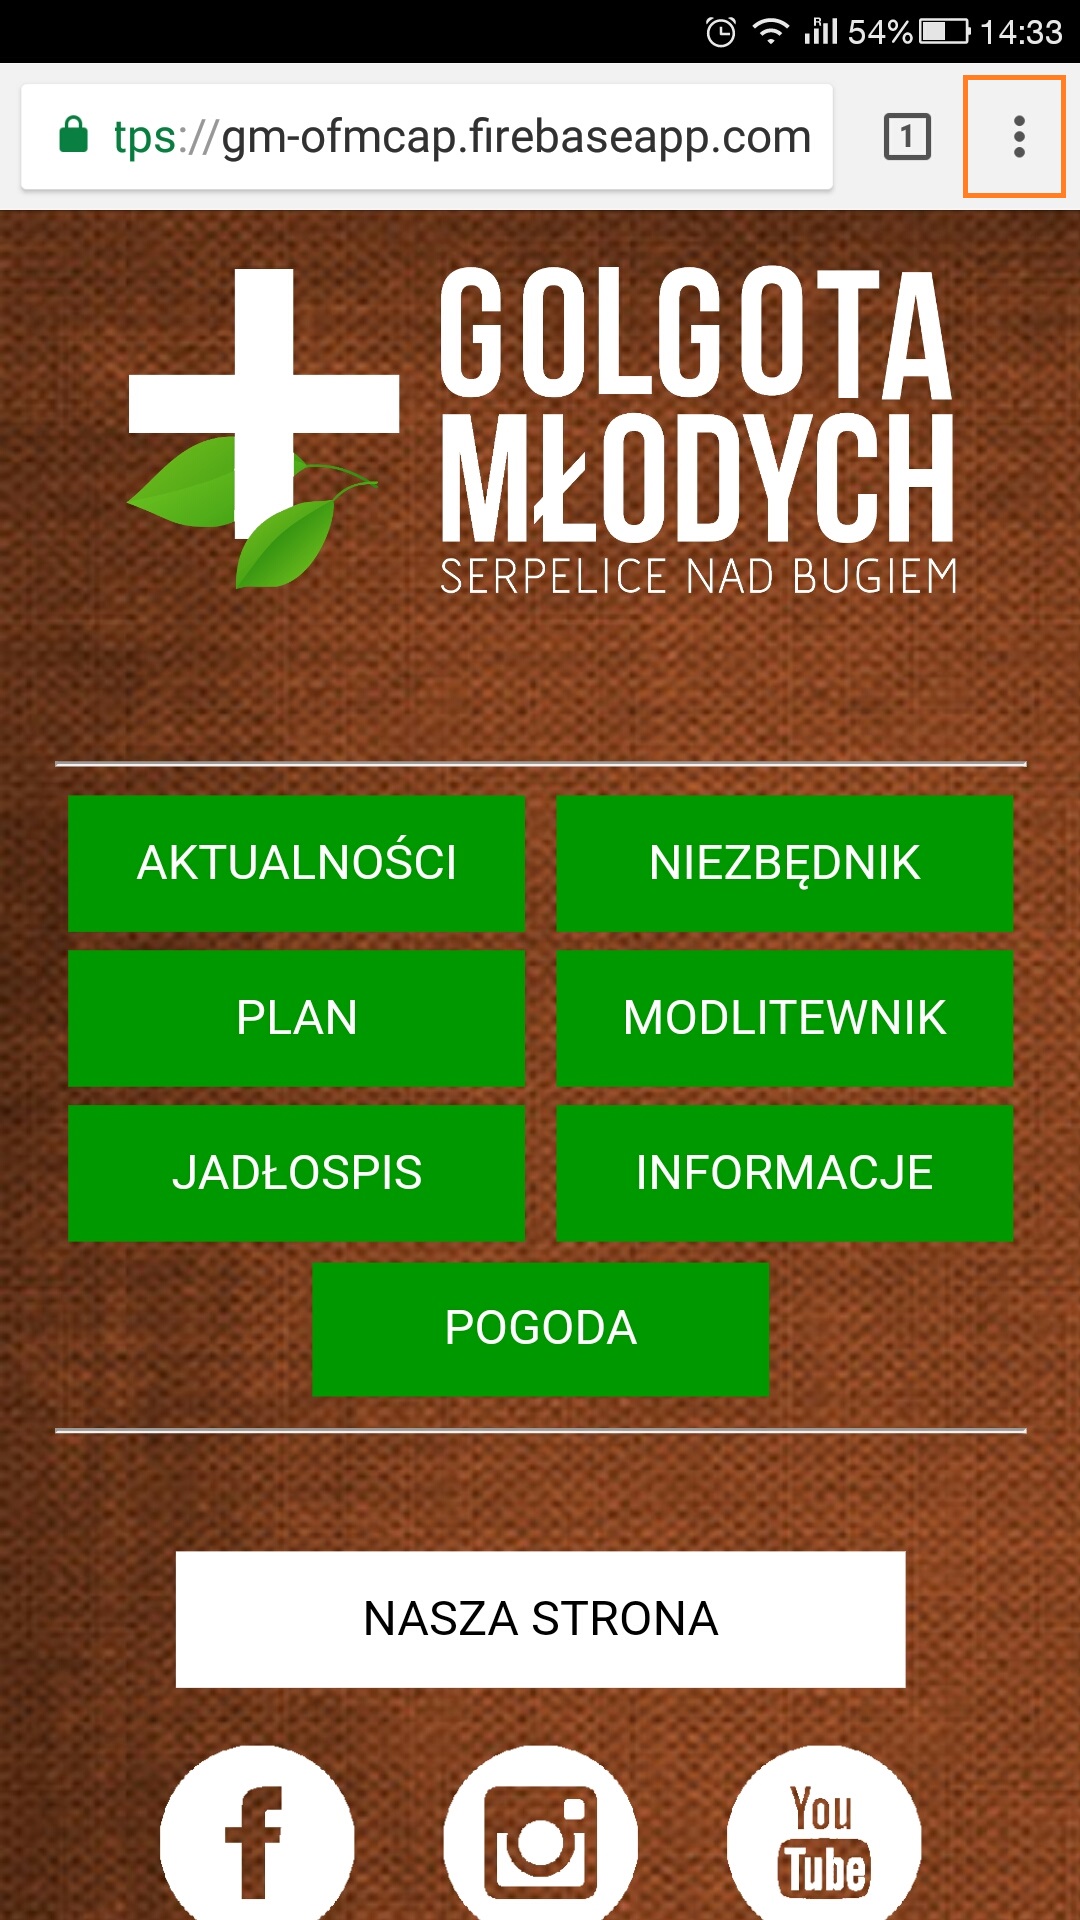 R
54% 14:33
tps://gm-ofmcap.firebaseapp.com 1
GOLGOTA
MŁODYCH
SERPELICE NAD BUGIEM
AKTUALNOŚCI NIEZBĘDNIK
PLAN MODLITEWNIK
JADŁOSPIS INFORMACJE
POGODA
NASZA STRONA
You
Tube